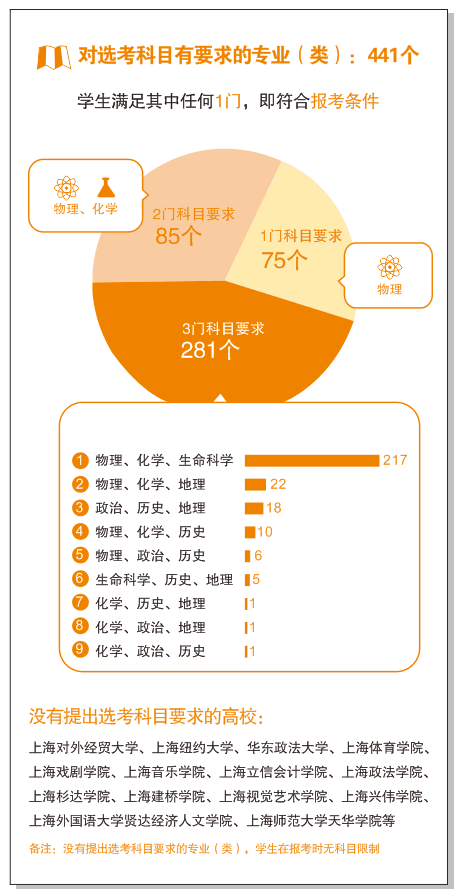 对选考科目有要求的专业（类）：441个
学生满足其中任何1门，即符合报考条件
物理、化学
2门科目要求
85个
1门科目要求
75个
物理
3门科目要求
281个
1 物理、化学、生命科学 217
2 物理、化学、地理 22
3 政治、历史、地理 18
4 物理、化学、历史 10
5 物理、政治、历史 6
6 生命科学、历史、地理 5
7 化学、历史、地理 1
8 化学、政治、地理 1
9 化学、政治、历史 1
没有提出选考科目要求的高校：
上海对外经贸大学、上海纽约大学、华东政法大学、上海体育学院、
上海戏剧学院、上海音乐学院、上海立信会计学院、上海政法学院、
上海杉达学院、上海建桥学院、上海视觉艺术学院、上海兴伟学院、
上海外国语大学贤达经济人文学院、上海师范大学天华学院等
备注：没有提出选考科目要求的专业（类），学生在报考时无科目限制